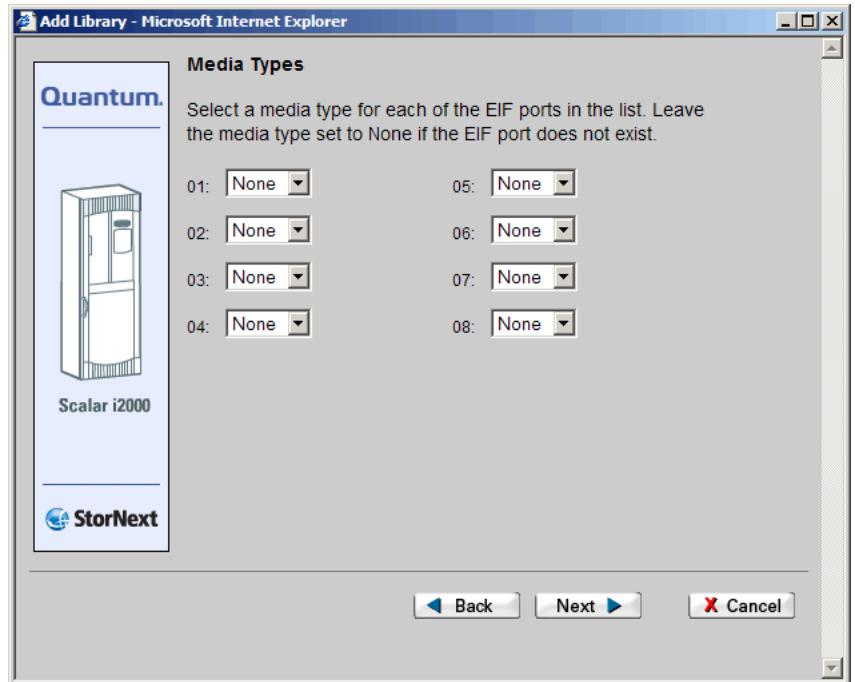 Add Library - Microsoft Internet Explorer
Quantum.
Scalar i2000
StorNext
Media Types
Select a media type for each of the EIF ports in the list. Leave
the media type set to None if the EIF port does not exist.
01: None 05: None
02: None 06: None
03: None 07: None
04: None 08: None
Back Next X Cancel